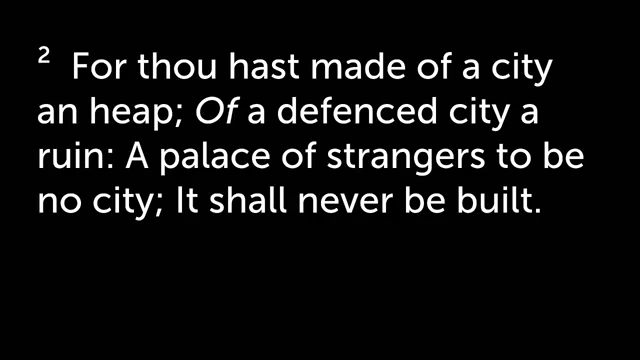 ² For thou hast made of a city
an heap; Of a defenced city a
ruin: A palace of strangers to be
no city; It shall never be built.